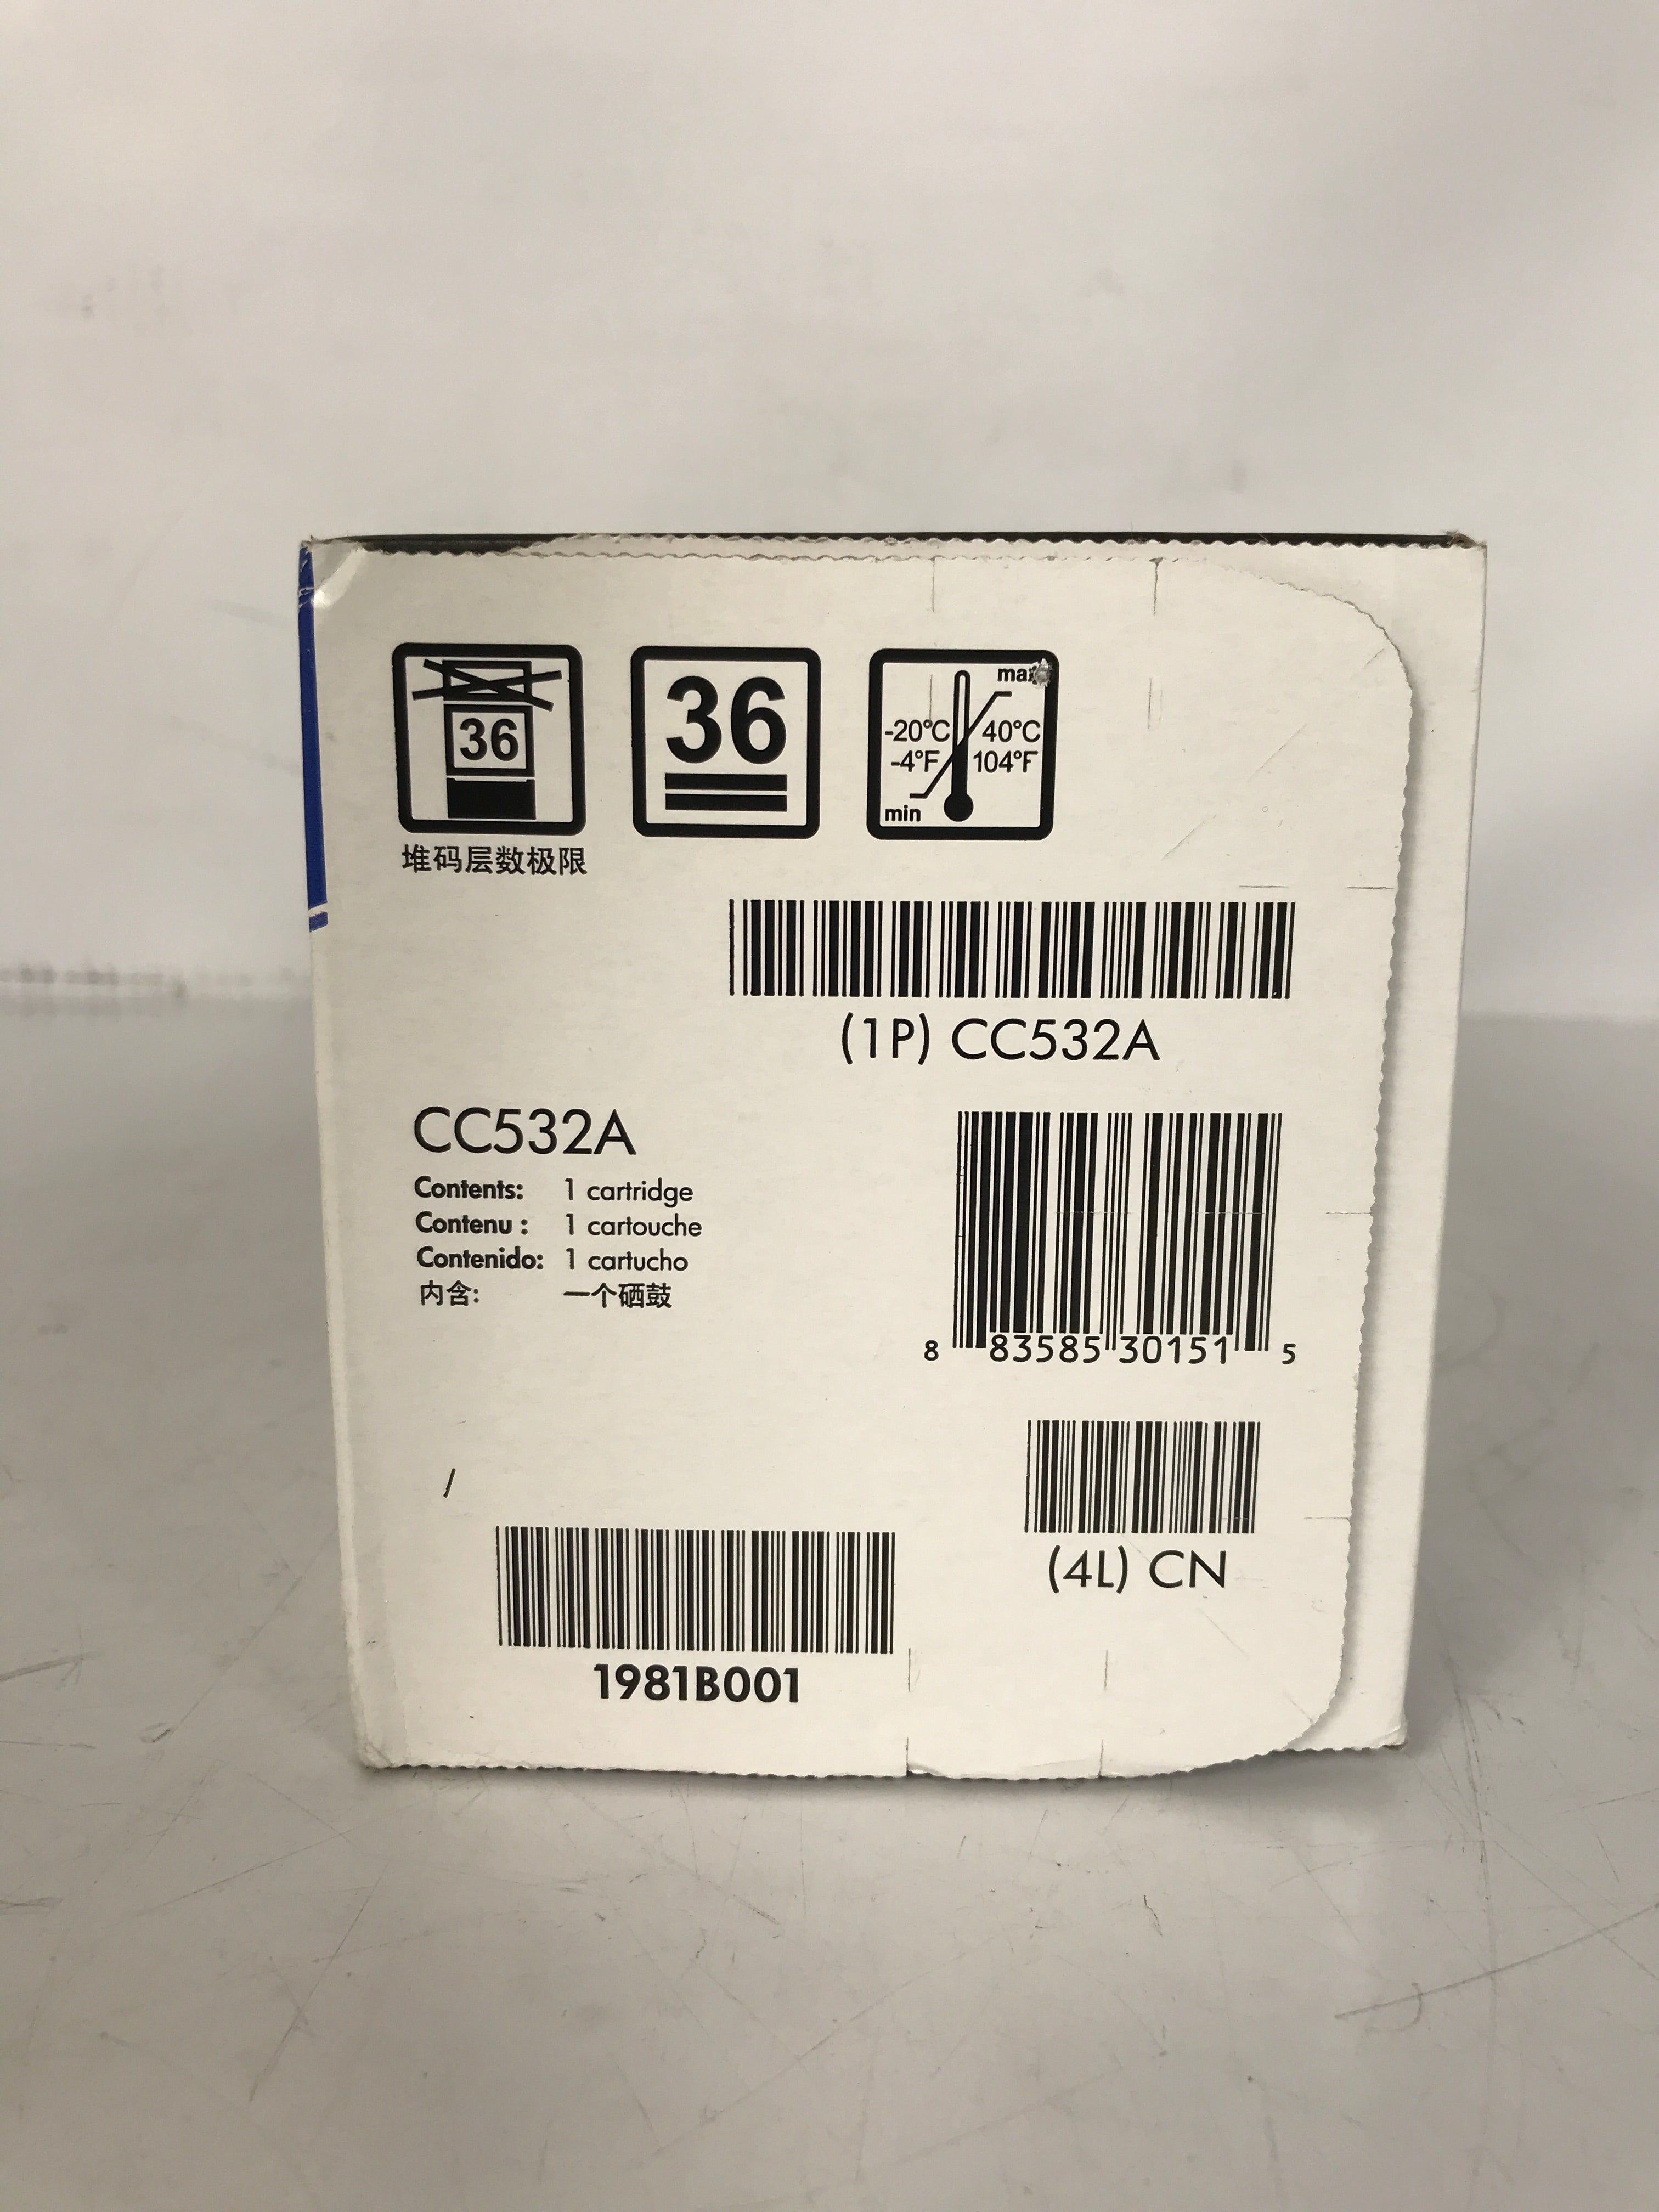 36
36
max
-20°C 40°C
-4°F 104°F
min
堆码层数极限
(1P) CC532A
CC532A
Contents: 1 cartridge
Contenu : 1 cartouche
Contenido: 1 cartucho
内含: 一个硒鼓
8 83585 30151 5
(4L) CN
/
1981B001